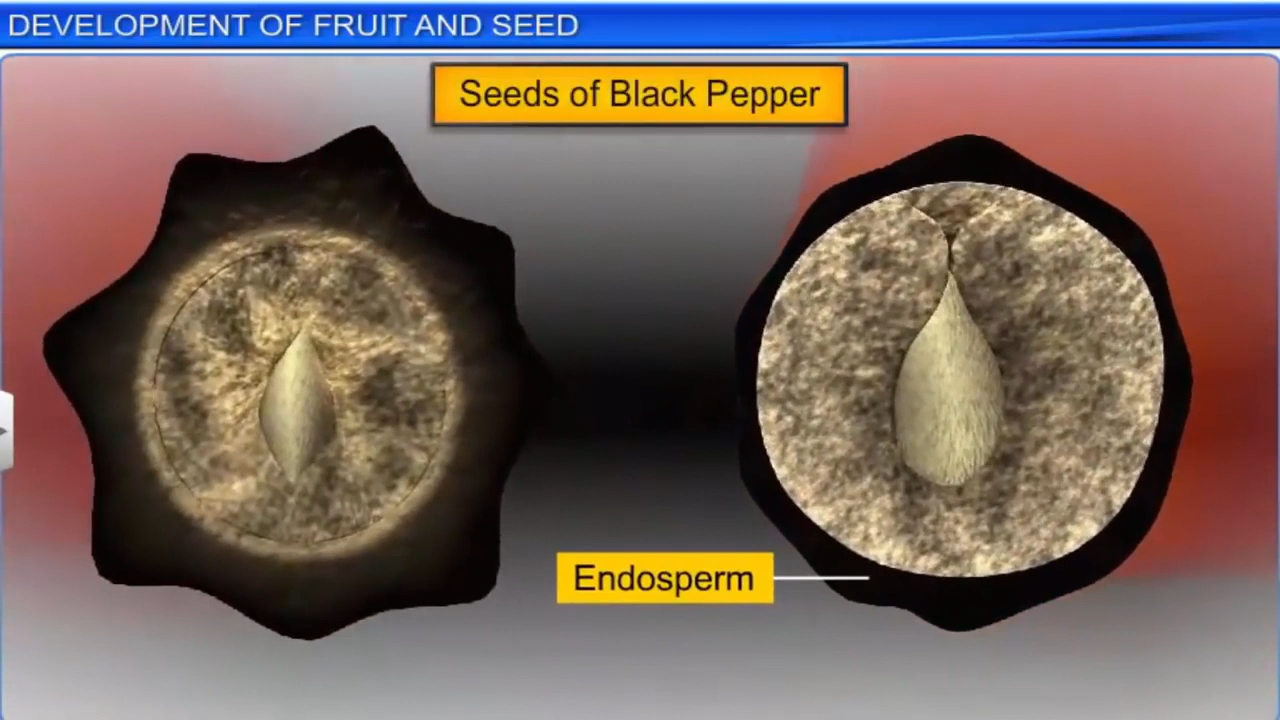 DEVELOPMENT OF FRUIT AND SEED
Seeds of Black Pepper
Endosperm